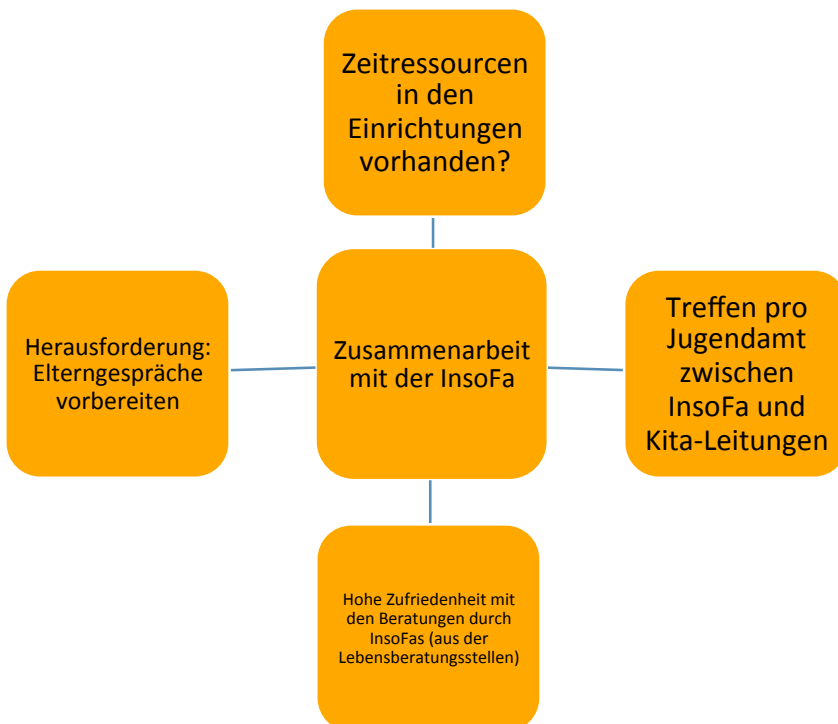 Zeitressourcen
in den
Einrichtungen
vorhanden?
Herausforderung:
Elterngespräche
vorbereiten
Zusammenarbeit
mit der InsoFa
Treffen pro
Jugendamt
zwischen
InsoFa und
Kita-Leitungen
Hohe Zufriedenheit mit
den Beratungen durch
InsoFas (aus der
Lebensberatungsstellen)